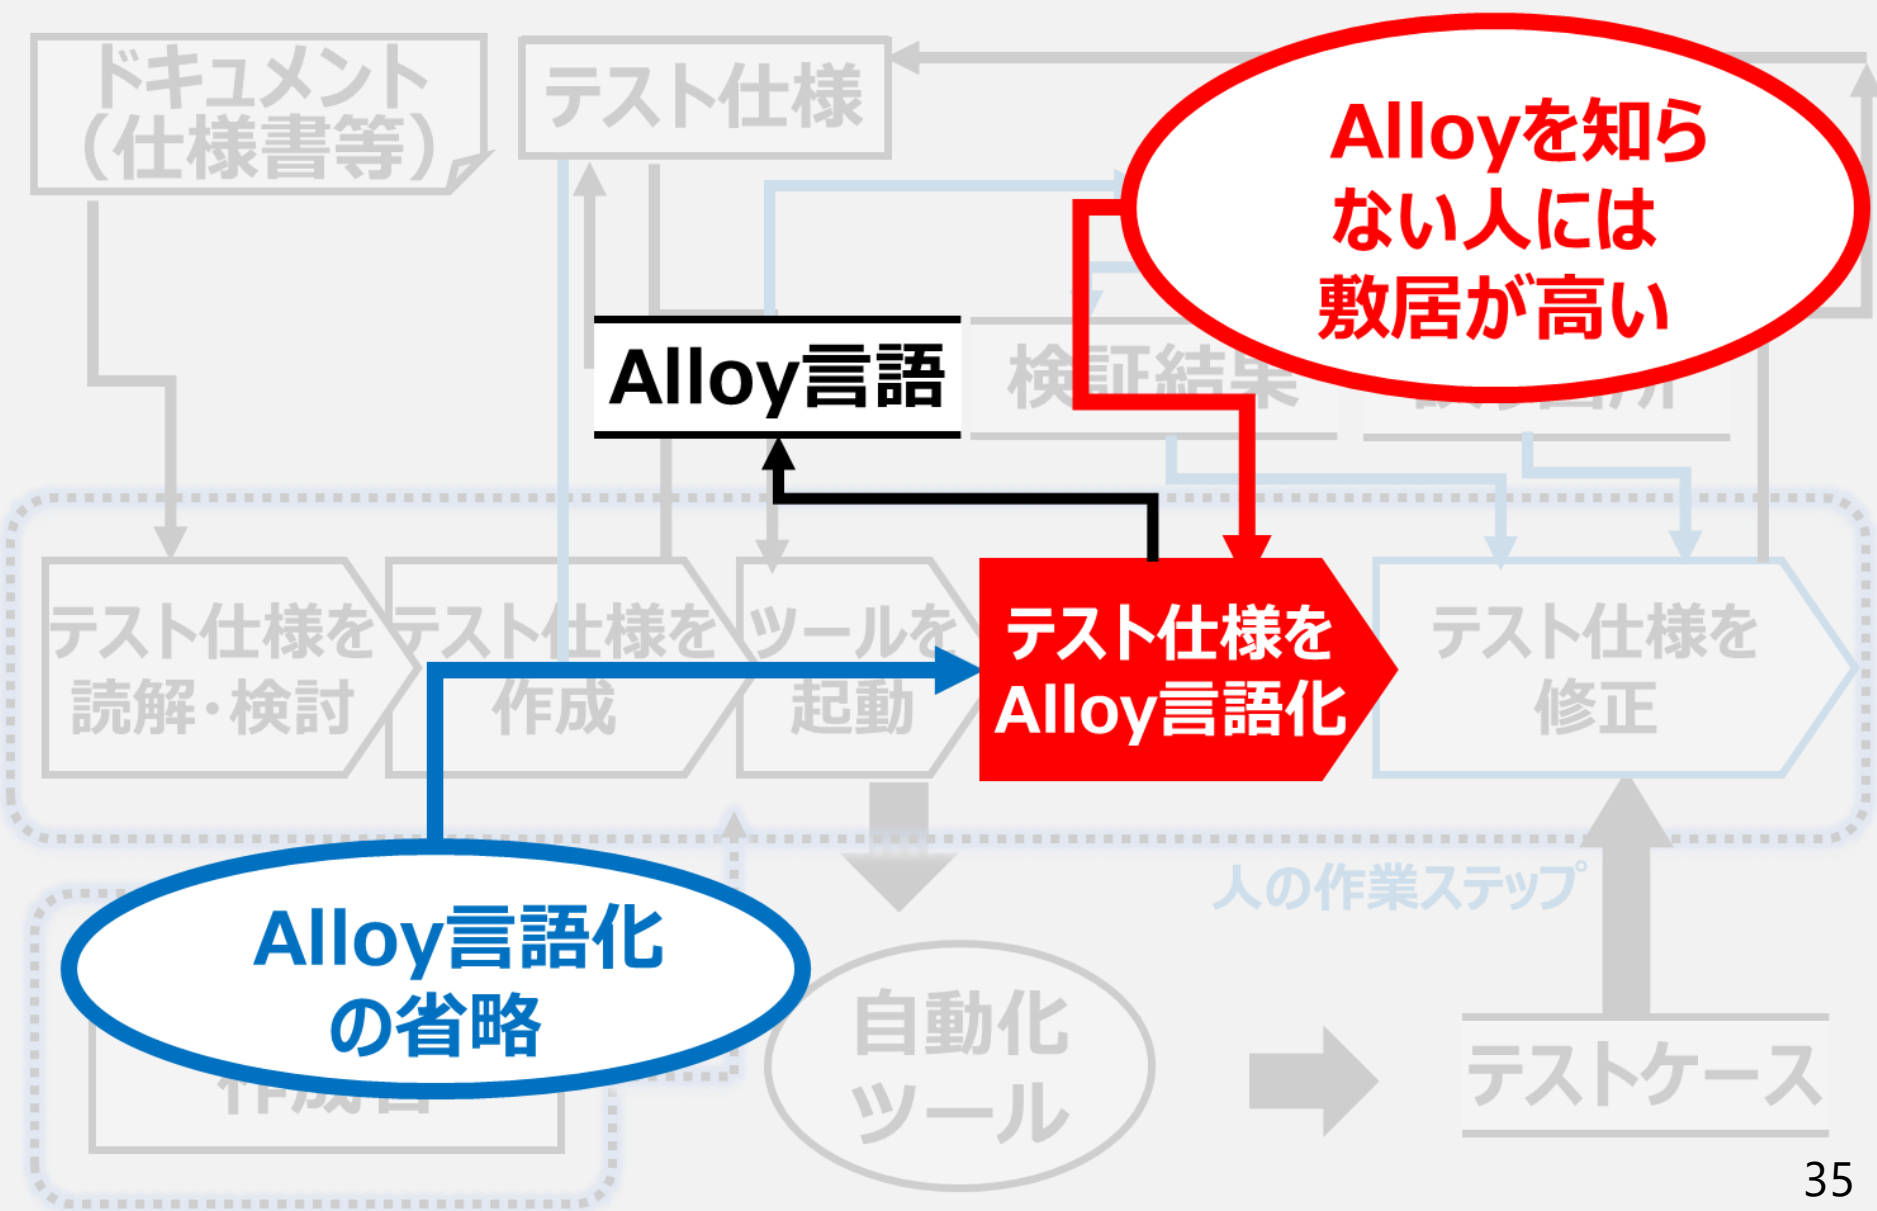 ドキュメント
（仕様書等）
テスト仕様
Alloyを知ら
ない人には
敷居が高い
Alloy言語
検証結果
テスト仕様を
読解・検討
テスト仕様を
作成
ツールを
起動
テスト仕様を
Alloy言語化
テスト仕様を
修正
人の作業ステップ
Alloy言語化
の省略
自動化
ツール
テストケース
35